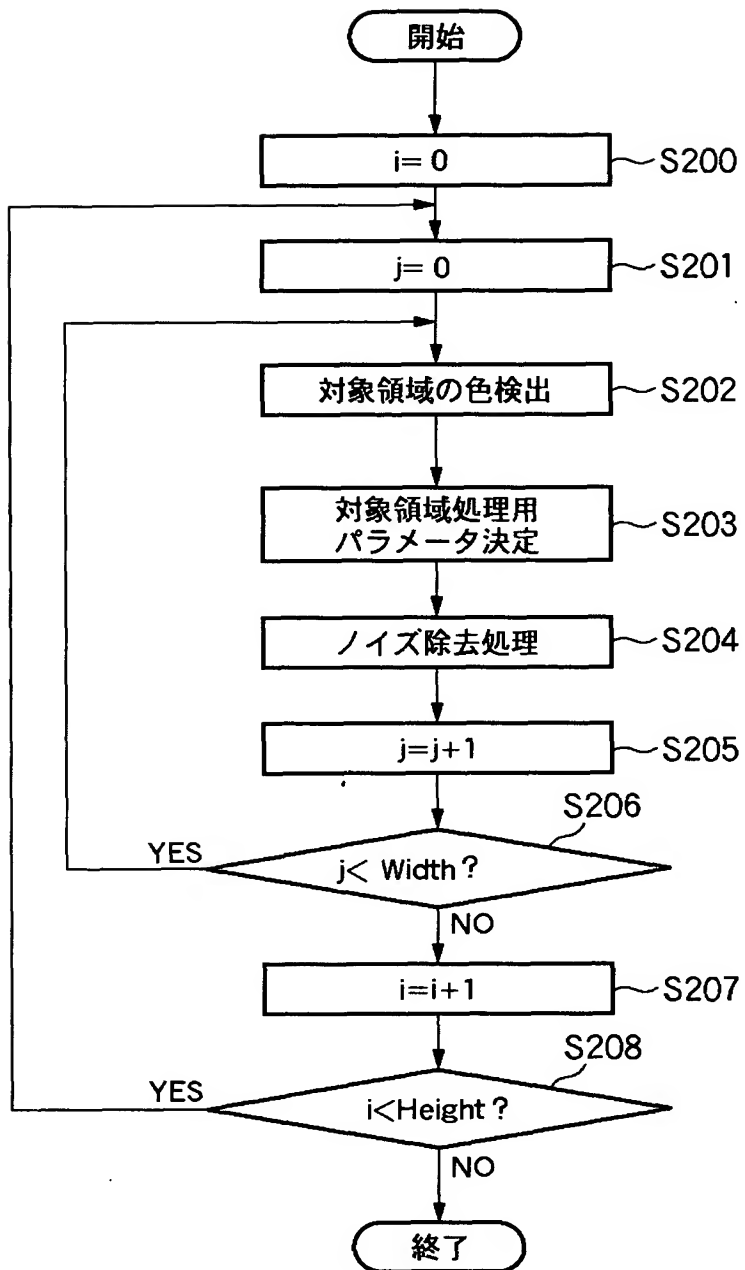 開始
i= 0
S200
j= 0
S201
対象領域の色検出
S202
対象領域処理用
パラメータ決定
S203
ノイズ除去処理
S204
j=j+1
S205
S206
YES
j< Width?
NO
i=i+1
S207
S208
YES
i<Height?
NO
終了